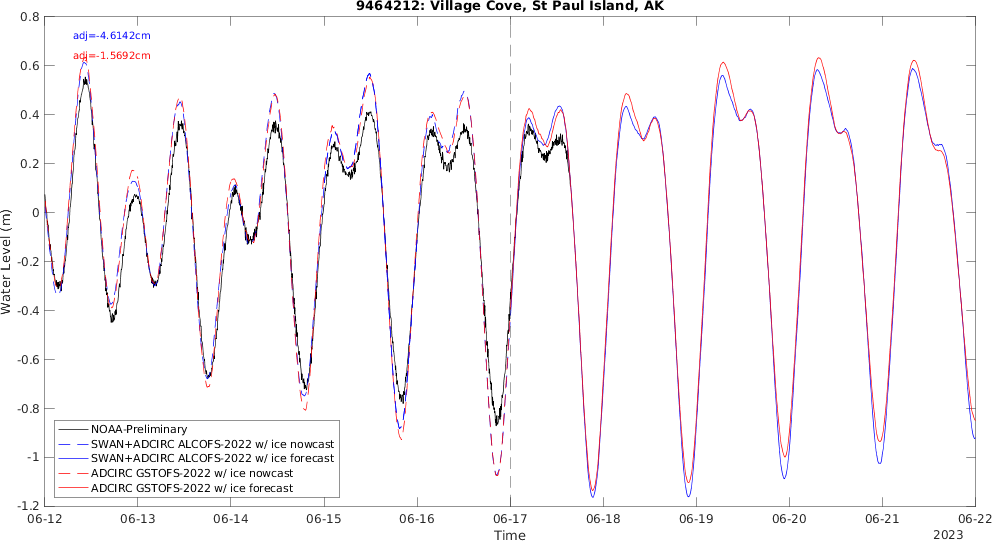 9464212: Village Cove, St Paul Island, AK
adj=-4.6142cm
adj=-1.5692cm
0.8
0.6
0.4
0.2
0
-0.2
-0.4
-0.6
-0.8
-1
-1.2
Water Level (m)
NOAA-Preliminary
SWAN+ADCIRC ALCOFS-2022 w/ ice nowcast
SWAN+ADCIRC ALCOFS-2022 w/ ice forecast
ADCIRC GSTOFS-2022 w/ ice nowcast
ADCIRC GSTOFS-2022 w/ ice forecast
06-12 06-13 06-14 06-15 06-16 06-17 06-18 06-19 06-20 06-21 06-22
Time
2023